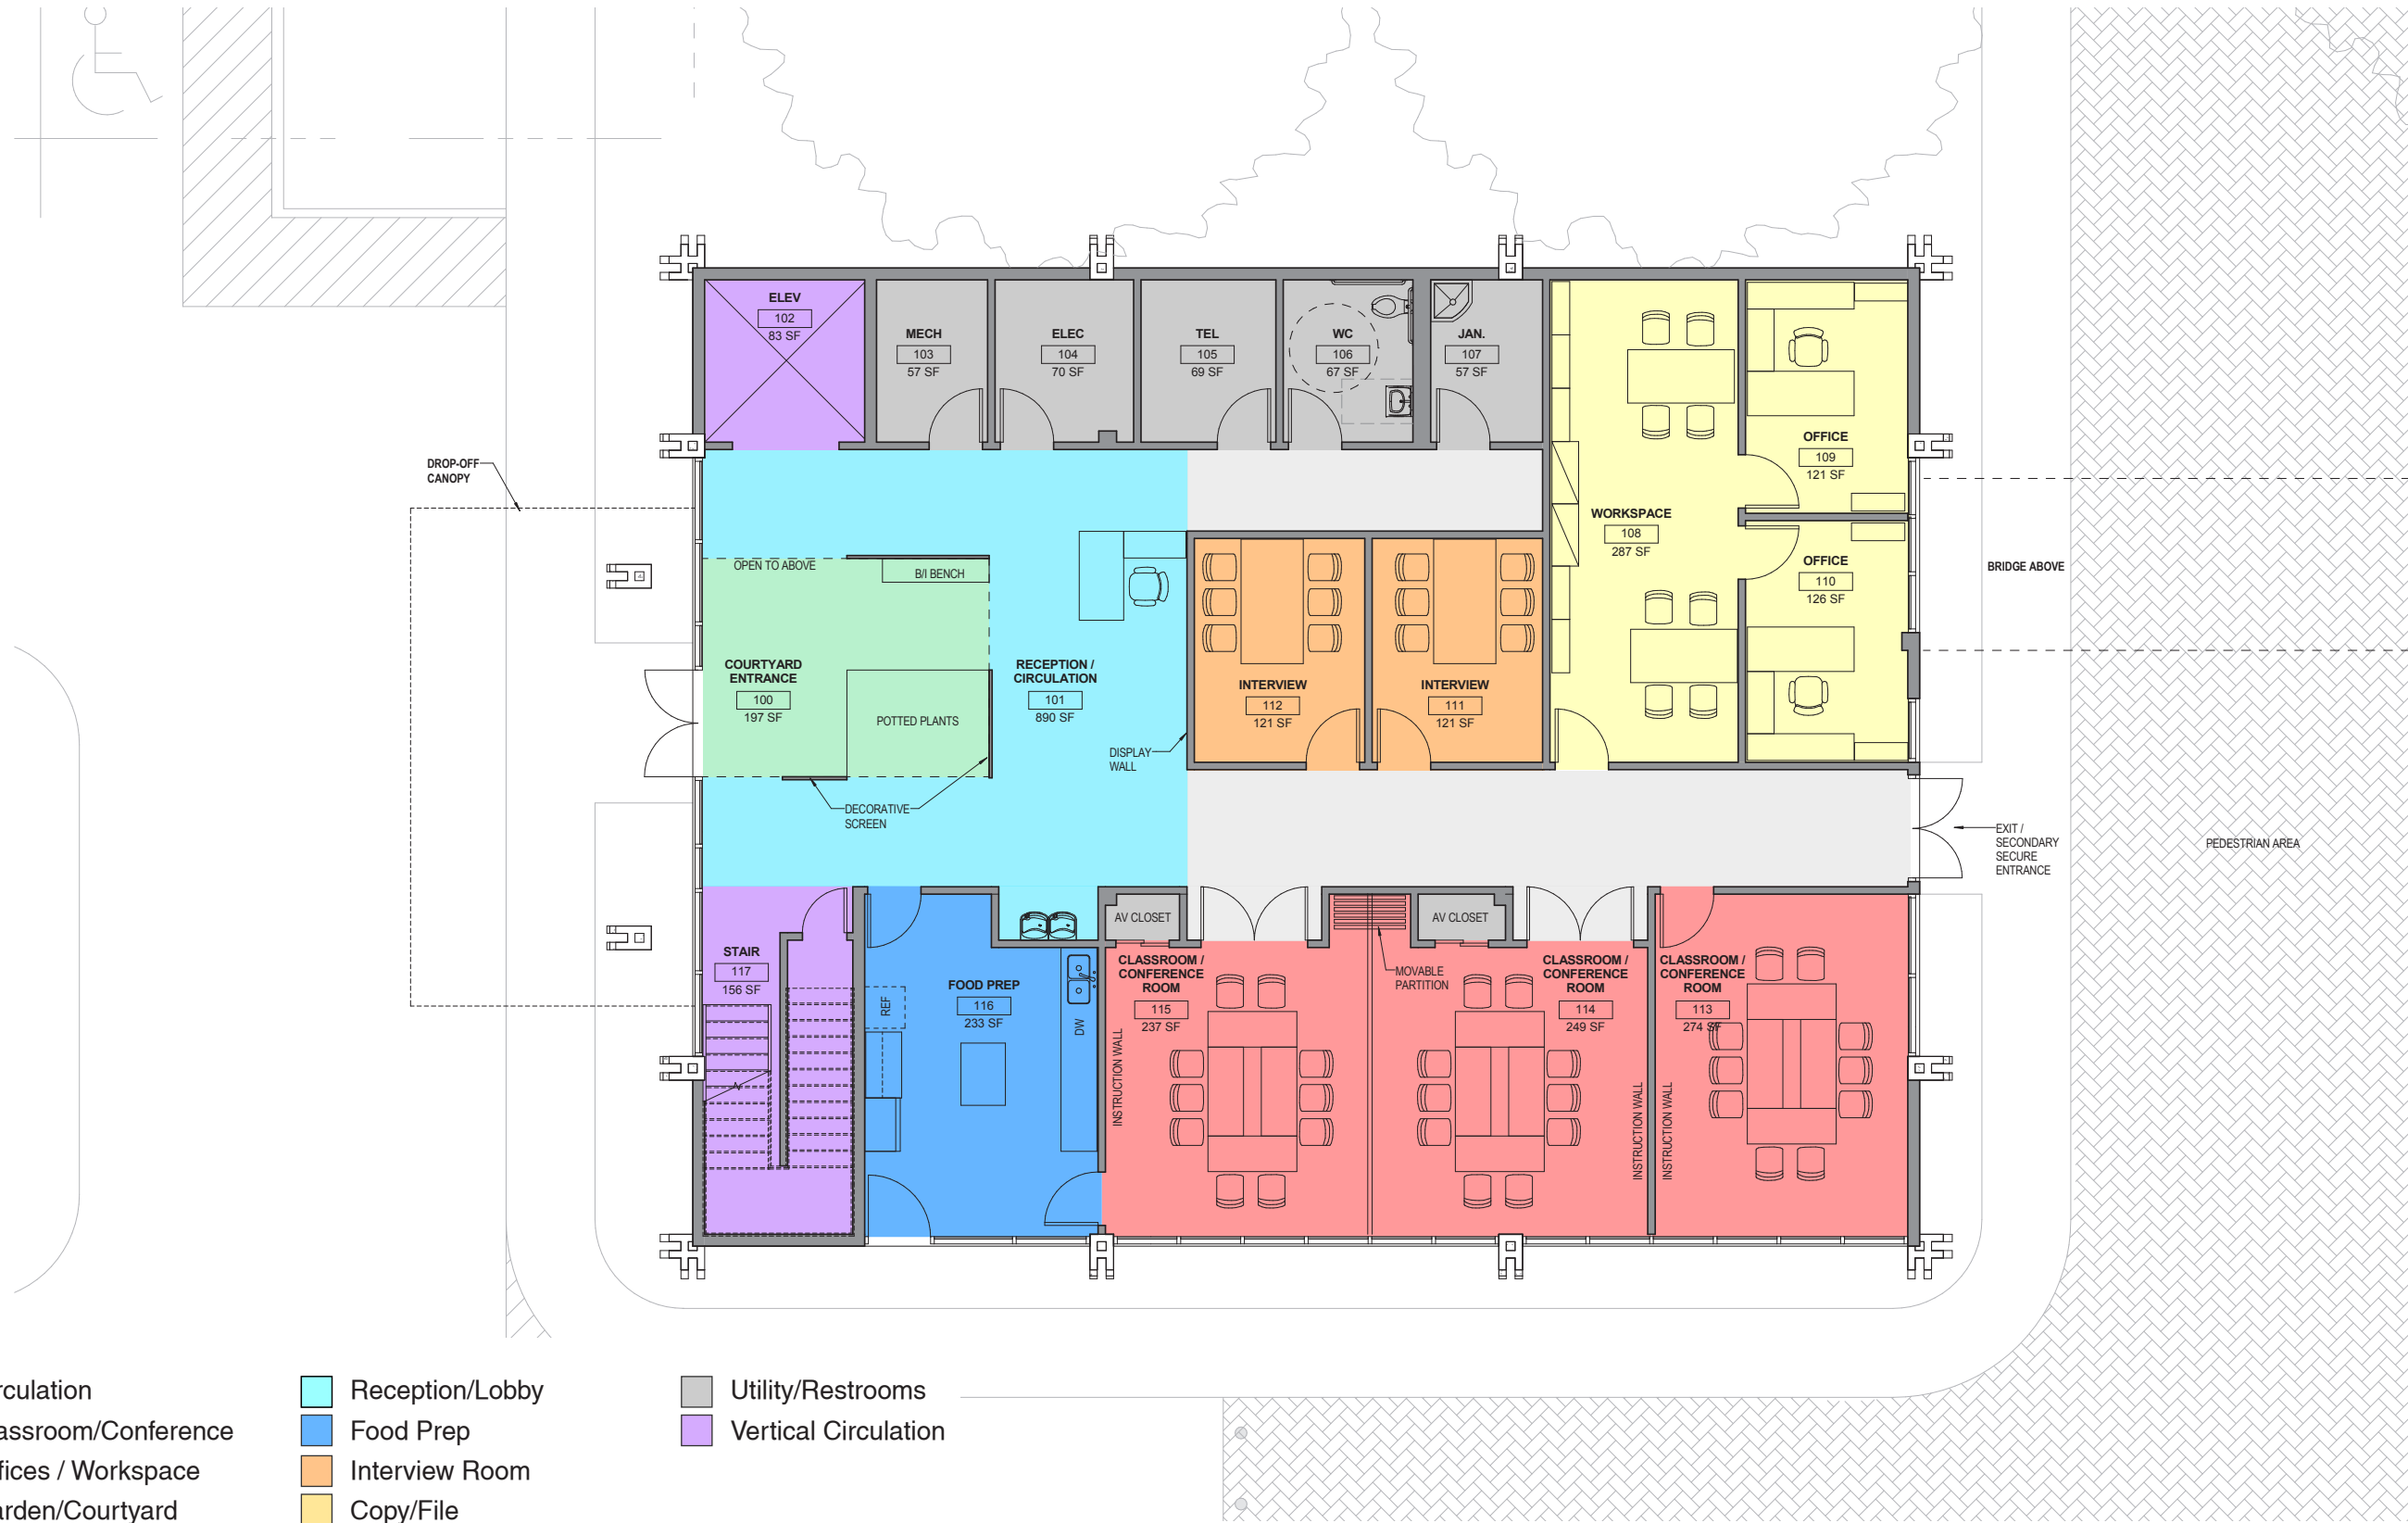 ELEV
102
83 SF
MECH
103
57 SF
ELEC
104
70 SF
TEL
105
69 SF
WC
106
67 SF
JAN.
107
57 SF
OFFICE
109
121 SF
DROP-OFF
CANOPY
WORKSPACE
108
287 SF
OPEN TO ABOVE
B/I BENCH
OFFICE
110
126 SF
BRIDGE ABOVE
COURTYARD
ENTRANCE
100
197 SF
POTTED PLANTS
RECEPTION /
CIRCULATION
101
890 SF
INTERVIEW
112
121 SF
INTERVIEW
111
121 SF
DISPLAY
WALL
DECORATIVE
SCREEN
EXIT /
SECONDARY
SECURE
ENTRANCE
PEDESTRIAN AREA
AV CLOSET
AV CLOSET
STAIR
117
156 SF
FOOD PREP
116
233 SF
REF
DW
CLASSROOM /
CONFERENCE
ROOM
115
237 SF
INSTRUCTION WALL
MOVABLE
PARTITION
CLASSROOM /
CONFERENCE
ROOM
114
249 SF
INSTRUCTION WALL
CLASSROOM /
CONFERENCE
ROOM
113
274 SF
INSTRUCTION WALL
rculation
assroom/Conference
fices / Workspace
arden/Courtyard
Reception/Lobby
Food Prep
Interview Room
Copy/File
Utility/Restrooms
Vertical Circulation